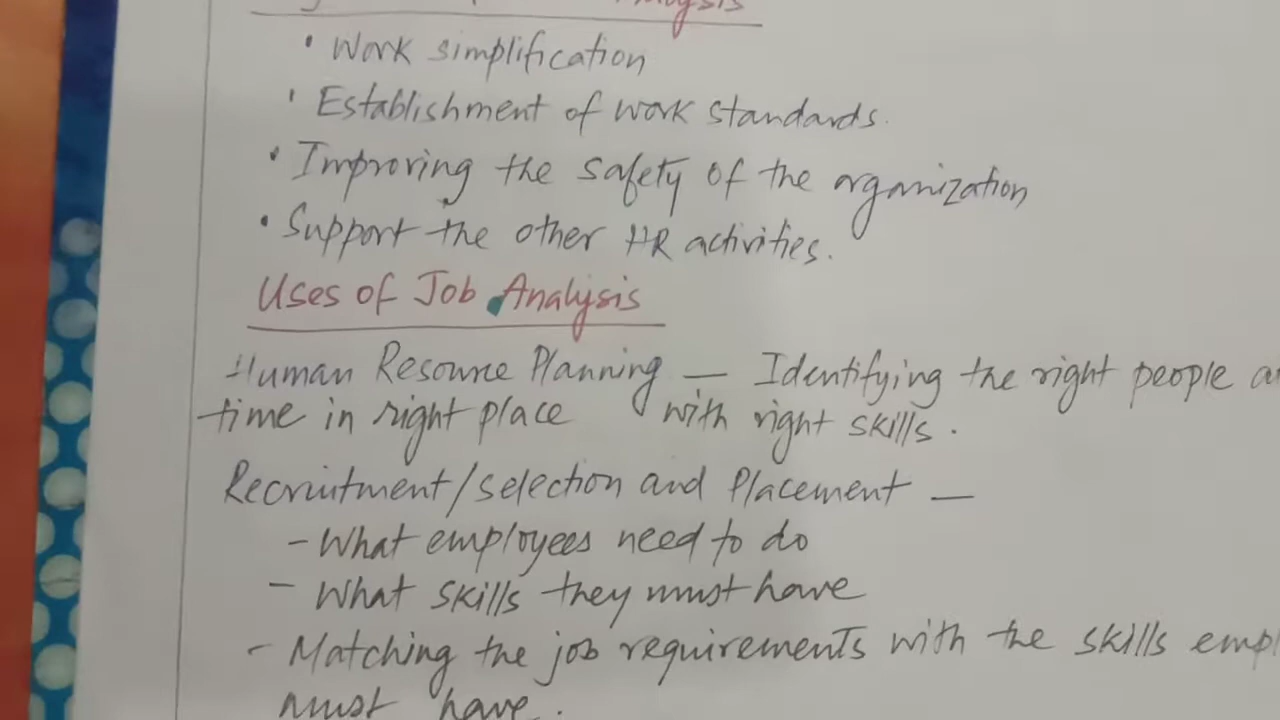 • Work simplification
• Establishment of work standards.
• Improving the safety of the organization
• Support the other HR activities.
Uses of Job Analysis
Human Resource Planning — Identifying the right people
time in right place with right skills.
Recruitment/selection and Placement —
- What employees need to do
- What skills they must have
- Matching the job requirements with the skills
must have.